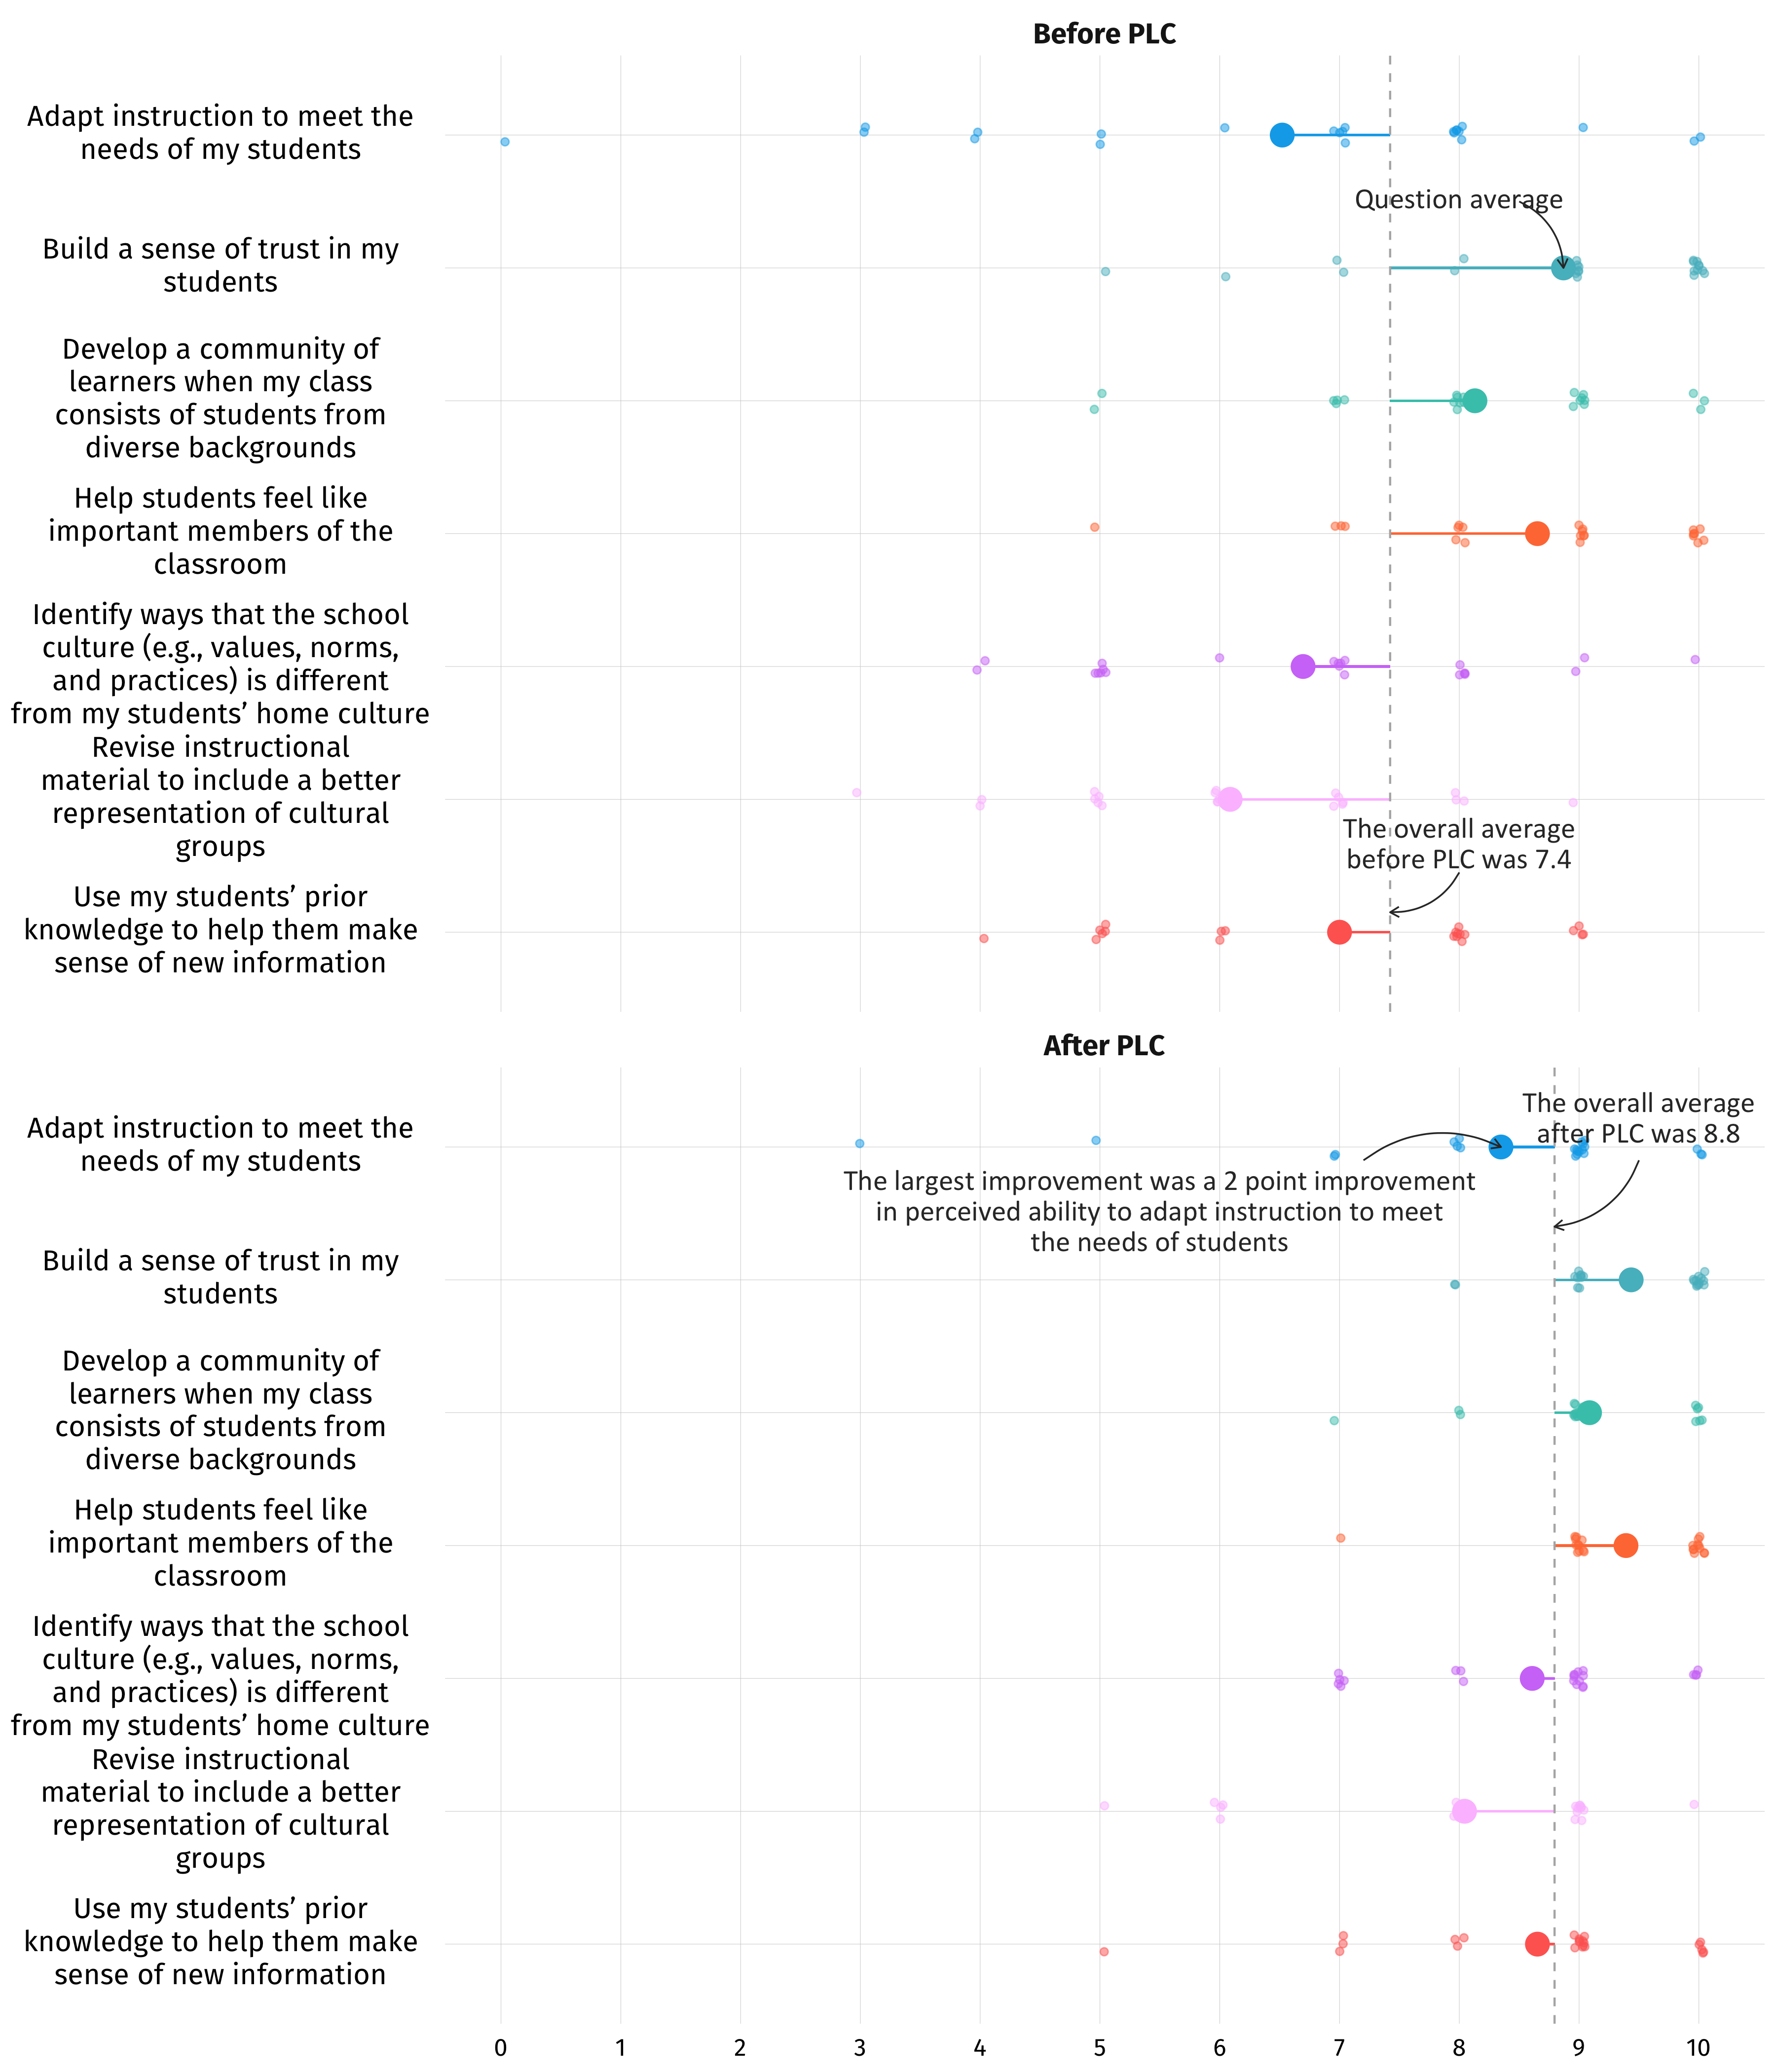 Before PLC
Adapt instruction to meet the
needs of my students
Question average
Build a sense of trust in my
students
Develop a community of
learners when my class
consists of students from
diverse backgrounds
Help students feel like
important members of the
classroom
Identify ways that the school
culture (e.g., values, norms,
and practices) is different
from my students’ home culture
Revise instructional
material to include a better
representation of cultural
groups
The overall average
before PLC was 7.4
Use my students’ prior
knowledge to help them make
sense of new information
After PLC
Adapt instruction to meet the
needs of my students
The overall average
after PLC was 8.8
The largest improvement was a 2 point improvement
in perceived ability to adapt instruction to meet
the needs of students
Build a sense of trust in my
students
Develop a community of
learners when my class
consists of students from
diverse backgrounds
Help students feel like
important members of the
classroom
Identify ways that the school
culture (e.g., values, norms,
and practices) is different
from my students’ home culture
Revise instructional
material to include a better
representation of cultural
groups
Use my students’ prior
knowledge to help them make
sense of new information
0 1 2 3 4 5 6 7 8 9 10